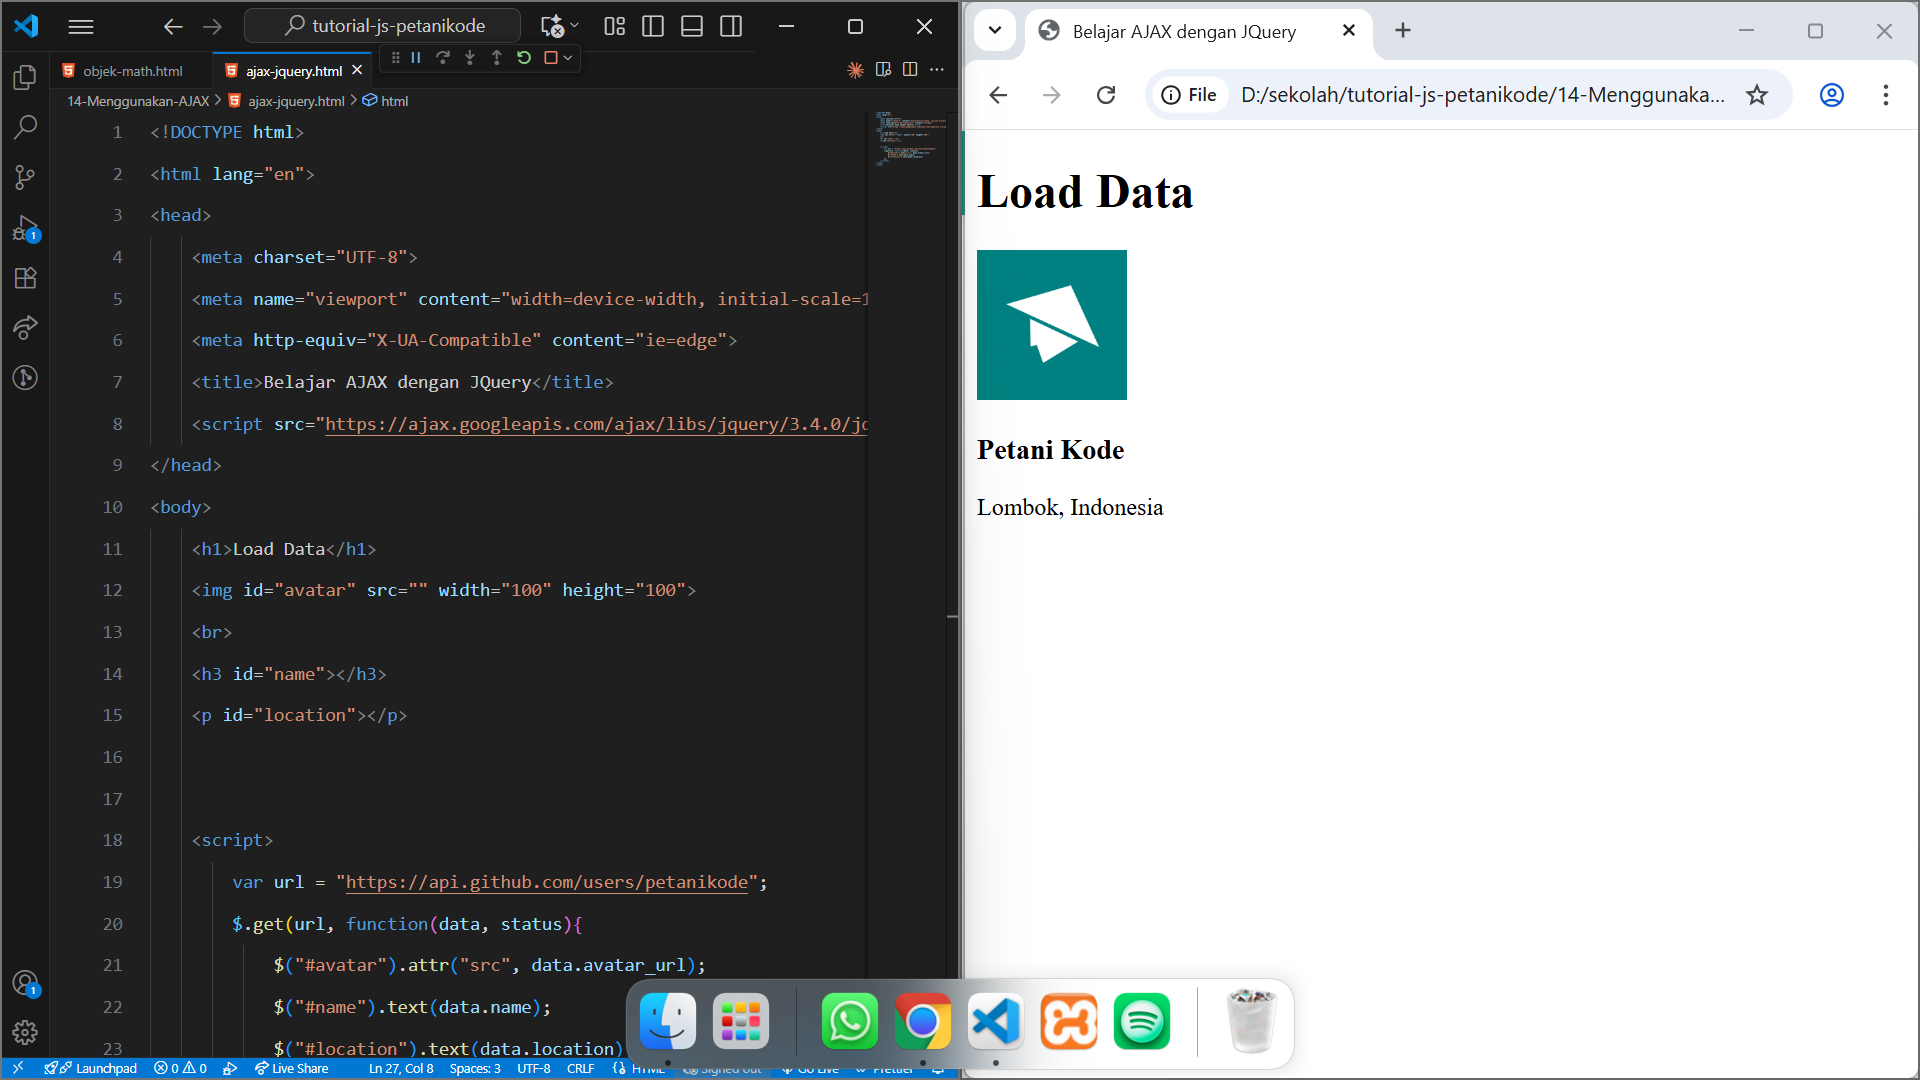 tutorial-js-petanikode
objek-math.html
ajax-jquery.html
14-Menggunakan-AJAX > ajax-jquery.html > html
1 <!DOCTYPE html>
2 <html lang="en">
3 <head>
4 <meta charset="UTF-8">
5 <meta name="viewport" content="width=device-width, initial-scale=1
6 <meta http-equiv="X-UA-Compatible" content="ie=edge">
7 <title>Belajar AJAX dengan JQuery</title>
8 <script src="https://ajax.googleapis.com/ajax/libs/jquery/3.4.0/jq
9 </head>
10 <body>
11 <h1>Load Data</h1>
12 <img id="avatar" src="" width="100" height="100">
13 <br>
14 <h3 id="name"></h3>
15 <p id="location"></p>
16
17
18 <script>
19 var url = "https://api.github.com/users/petanikode";
20 $.get(url, function(data, status){
21 $("#avatar").attr("src", data.avatar_url);
22 $("#name").text(data.name);
23 $("#location").text(data.location)
1
1
Launchpad 0 0 Live Share Ln 27, Col 8 Spaces: 3 UTF-8 CRLF HTML Signed out Go Live Prettier
Belajar AJAX dengan JQuery
File D:/sekolah/tutorial-js-petanikode/14-Menggunaka...
Load Data
Petani Kode
Lombok, Indonesia